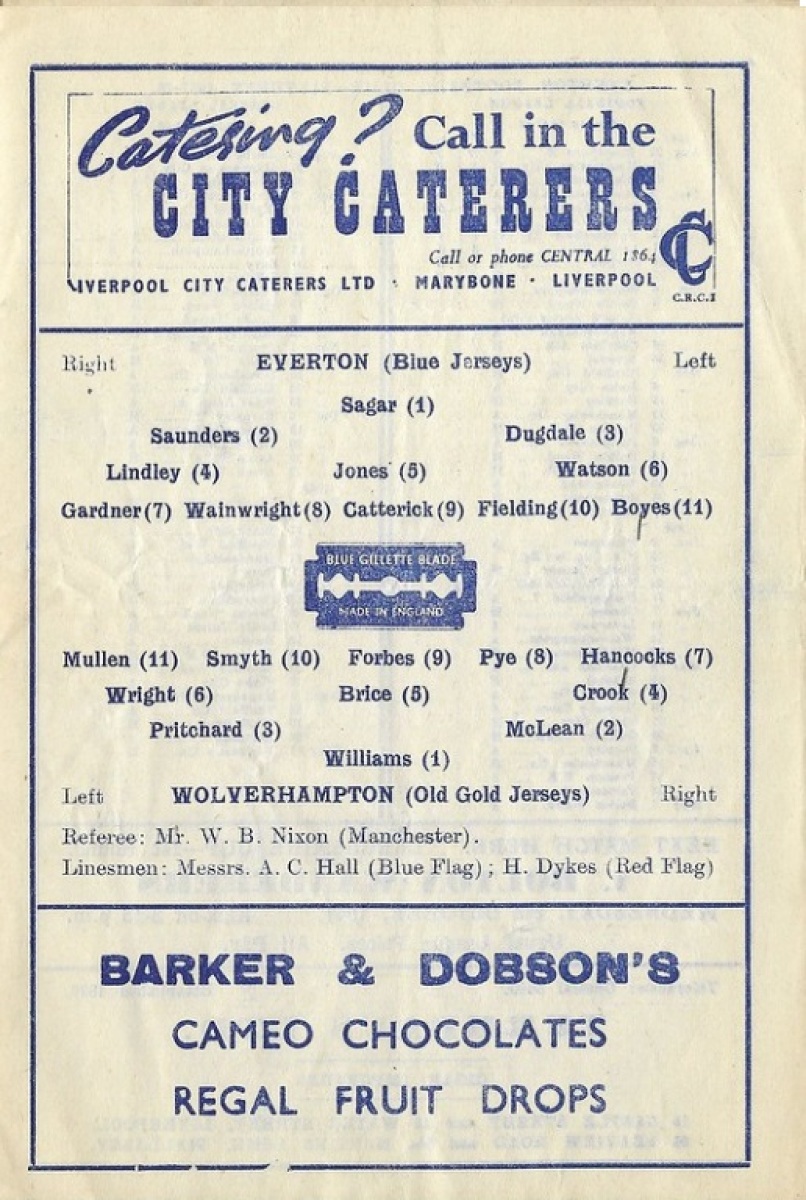 Catering? Call in the
CITY CATERERS
Call or phone CENTRAL 1864
LIVERPOOL CITY CATERERS LTD · MARYBONE · LIVERPOOL
C.R.C.1
Right EVERTON (Blue Jerseys) Left
Sagar (1)
Saunders (2) Dugdale (3)
Lindley (4) Jones (5) Watson (6)
Gardner (7) Wainwright (8) Catterick (9) Fielding (10) Boyes (11)
BLUE GILLETTE BLADE
MADE IN ENGLAND
Mullen (11) Smyth (10) Forbes (9) Pye (8) Hancocks (7)
Wright (6) Brice (5) Crook (4)
Pritchard (3) McLean (2)
Williams (1)
Left WOLVERHAMPTON (Old Gold Jerseys) Right
Referee: Mr. W. B. Nixon (Manchester).
Linesmen: Messrs. A. C. Hall (Blue Flag) ; H. Dykes (Red Flag)
BARKER & DOBSON'S
CAMEO CHOCOLATES
REGAL FRUIT DROPS